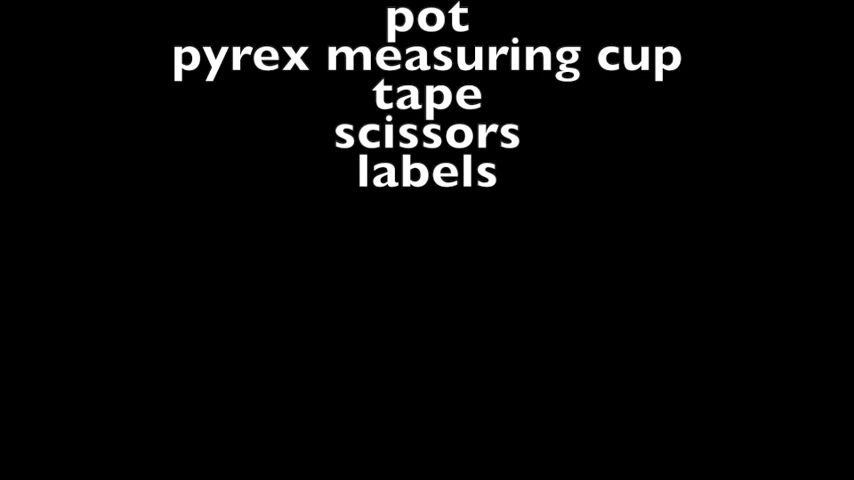 pot
pyrex measuring cup
tape
scissors
labels